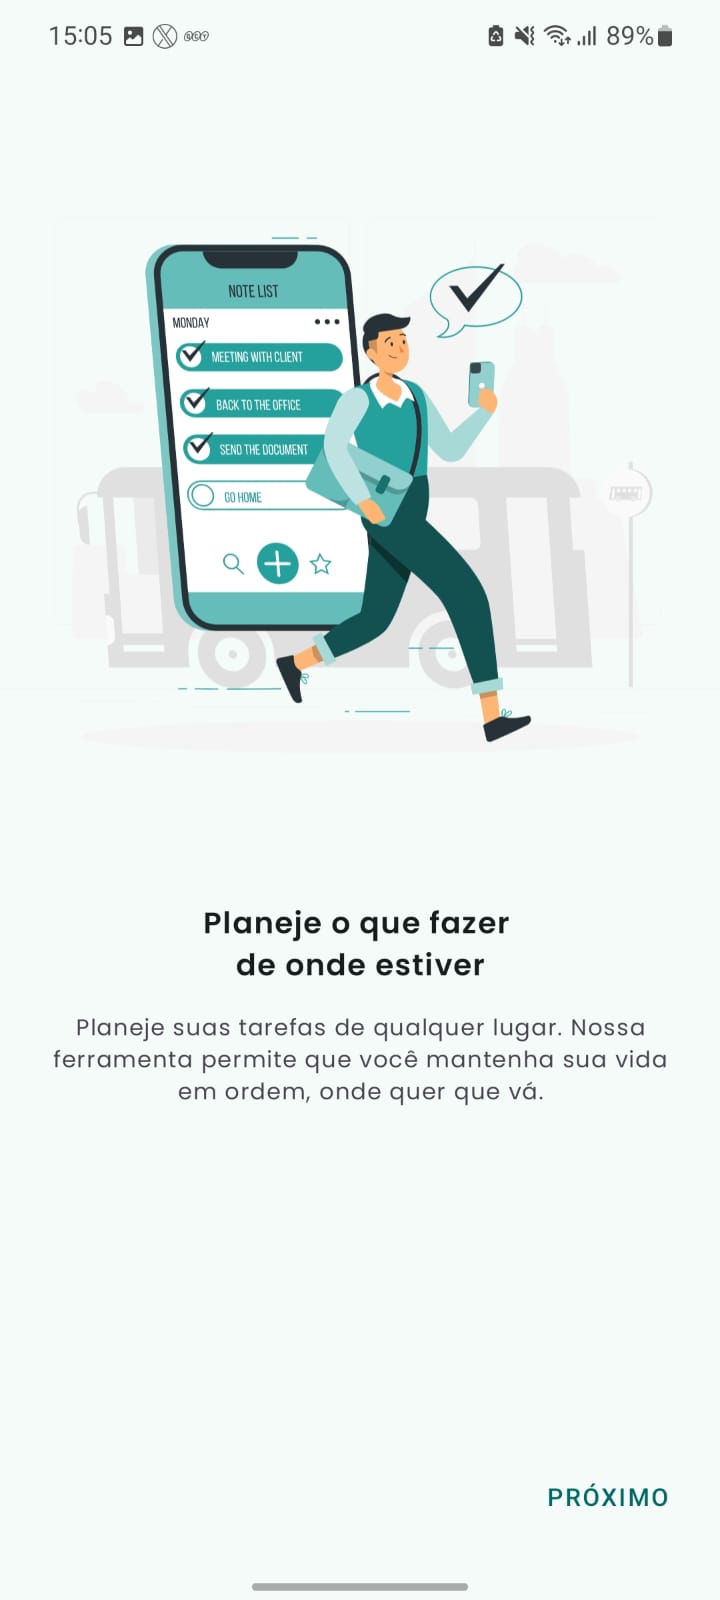 15:05
89%
NOTE LIST
MONDAY
MEETING WITH CLIENT
BACK TO THE OFFICE
SEND THE DOCUMENT
GO HOME
Planeje o que fazer
de onde estiver
Planeje suas tarefas de qualquer lugar. Nossa
ferramenta permite que você mantenha sua vida
em ordem, onde quer que vá.
PRÓXIMO